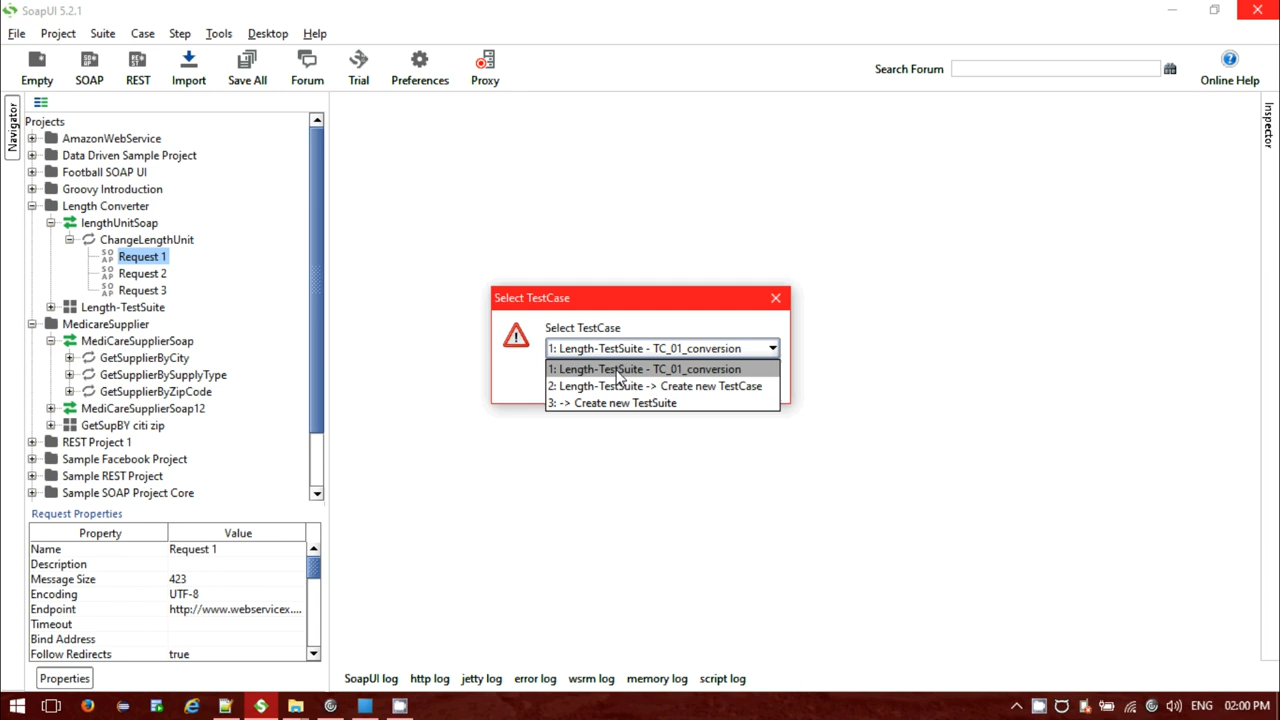 SoapUI 5.2.1
File Project Suite Case Step Tools Desktop Help
Empty SOAP REST Import Save All Forum Trial Preferences Proxy
Search Forum
Online Help
Navigator
Inspector
Projects
AmazonWebService
Data Driven Sample Project
Football SOAP UI
Groovy Introduction
Length Converter
lengthUnitSoap
ChangeLengthUnit
SO AP Request 1
SO AP Request 2
SO AP Request 3
Length-TestSuite
MedicareSupplier
MediCareSupplierSoap
GetSupplierByCity
GetSupplierBySupplyType
GetSupplierByZipCode
MediCareSupplierSoap12
GetSupBY citi zip
REST Project 1
Sample Facebook Project
Sample REST Project
Sample SOAP Project Core
Select TestCase
Select TestCase
1: Length-TestSuite - TC_01_conversion
1: Length-TestSuite - TC_01_conversion
2: Length-TestSuite -> Create new TestCase
3: -> Create new TestSuite
Request Properties
Property Value
Name Request 1
Description
Message Size 423
Encoding UTF-8
Endpoint http://www.webservicex....
Timeout
Bind Address
Follow Redirects true
Properties
SoapUI log http log jetty log error log wsrm log memory log script log
ENG 02:00 PM